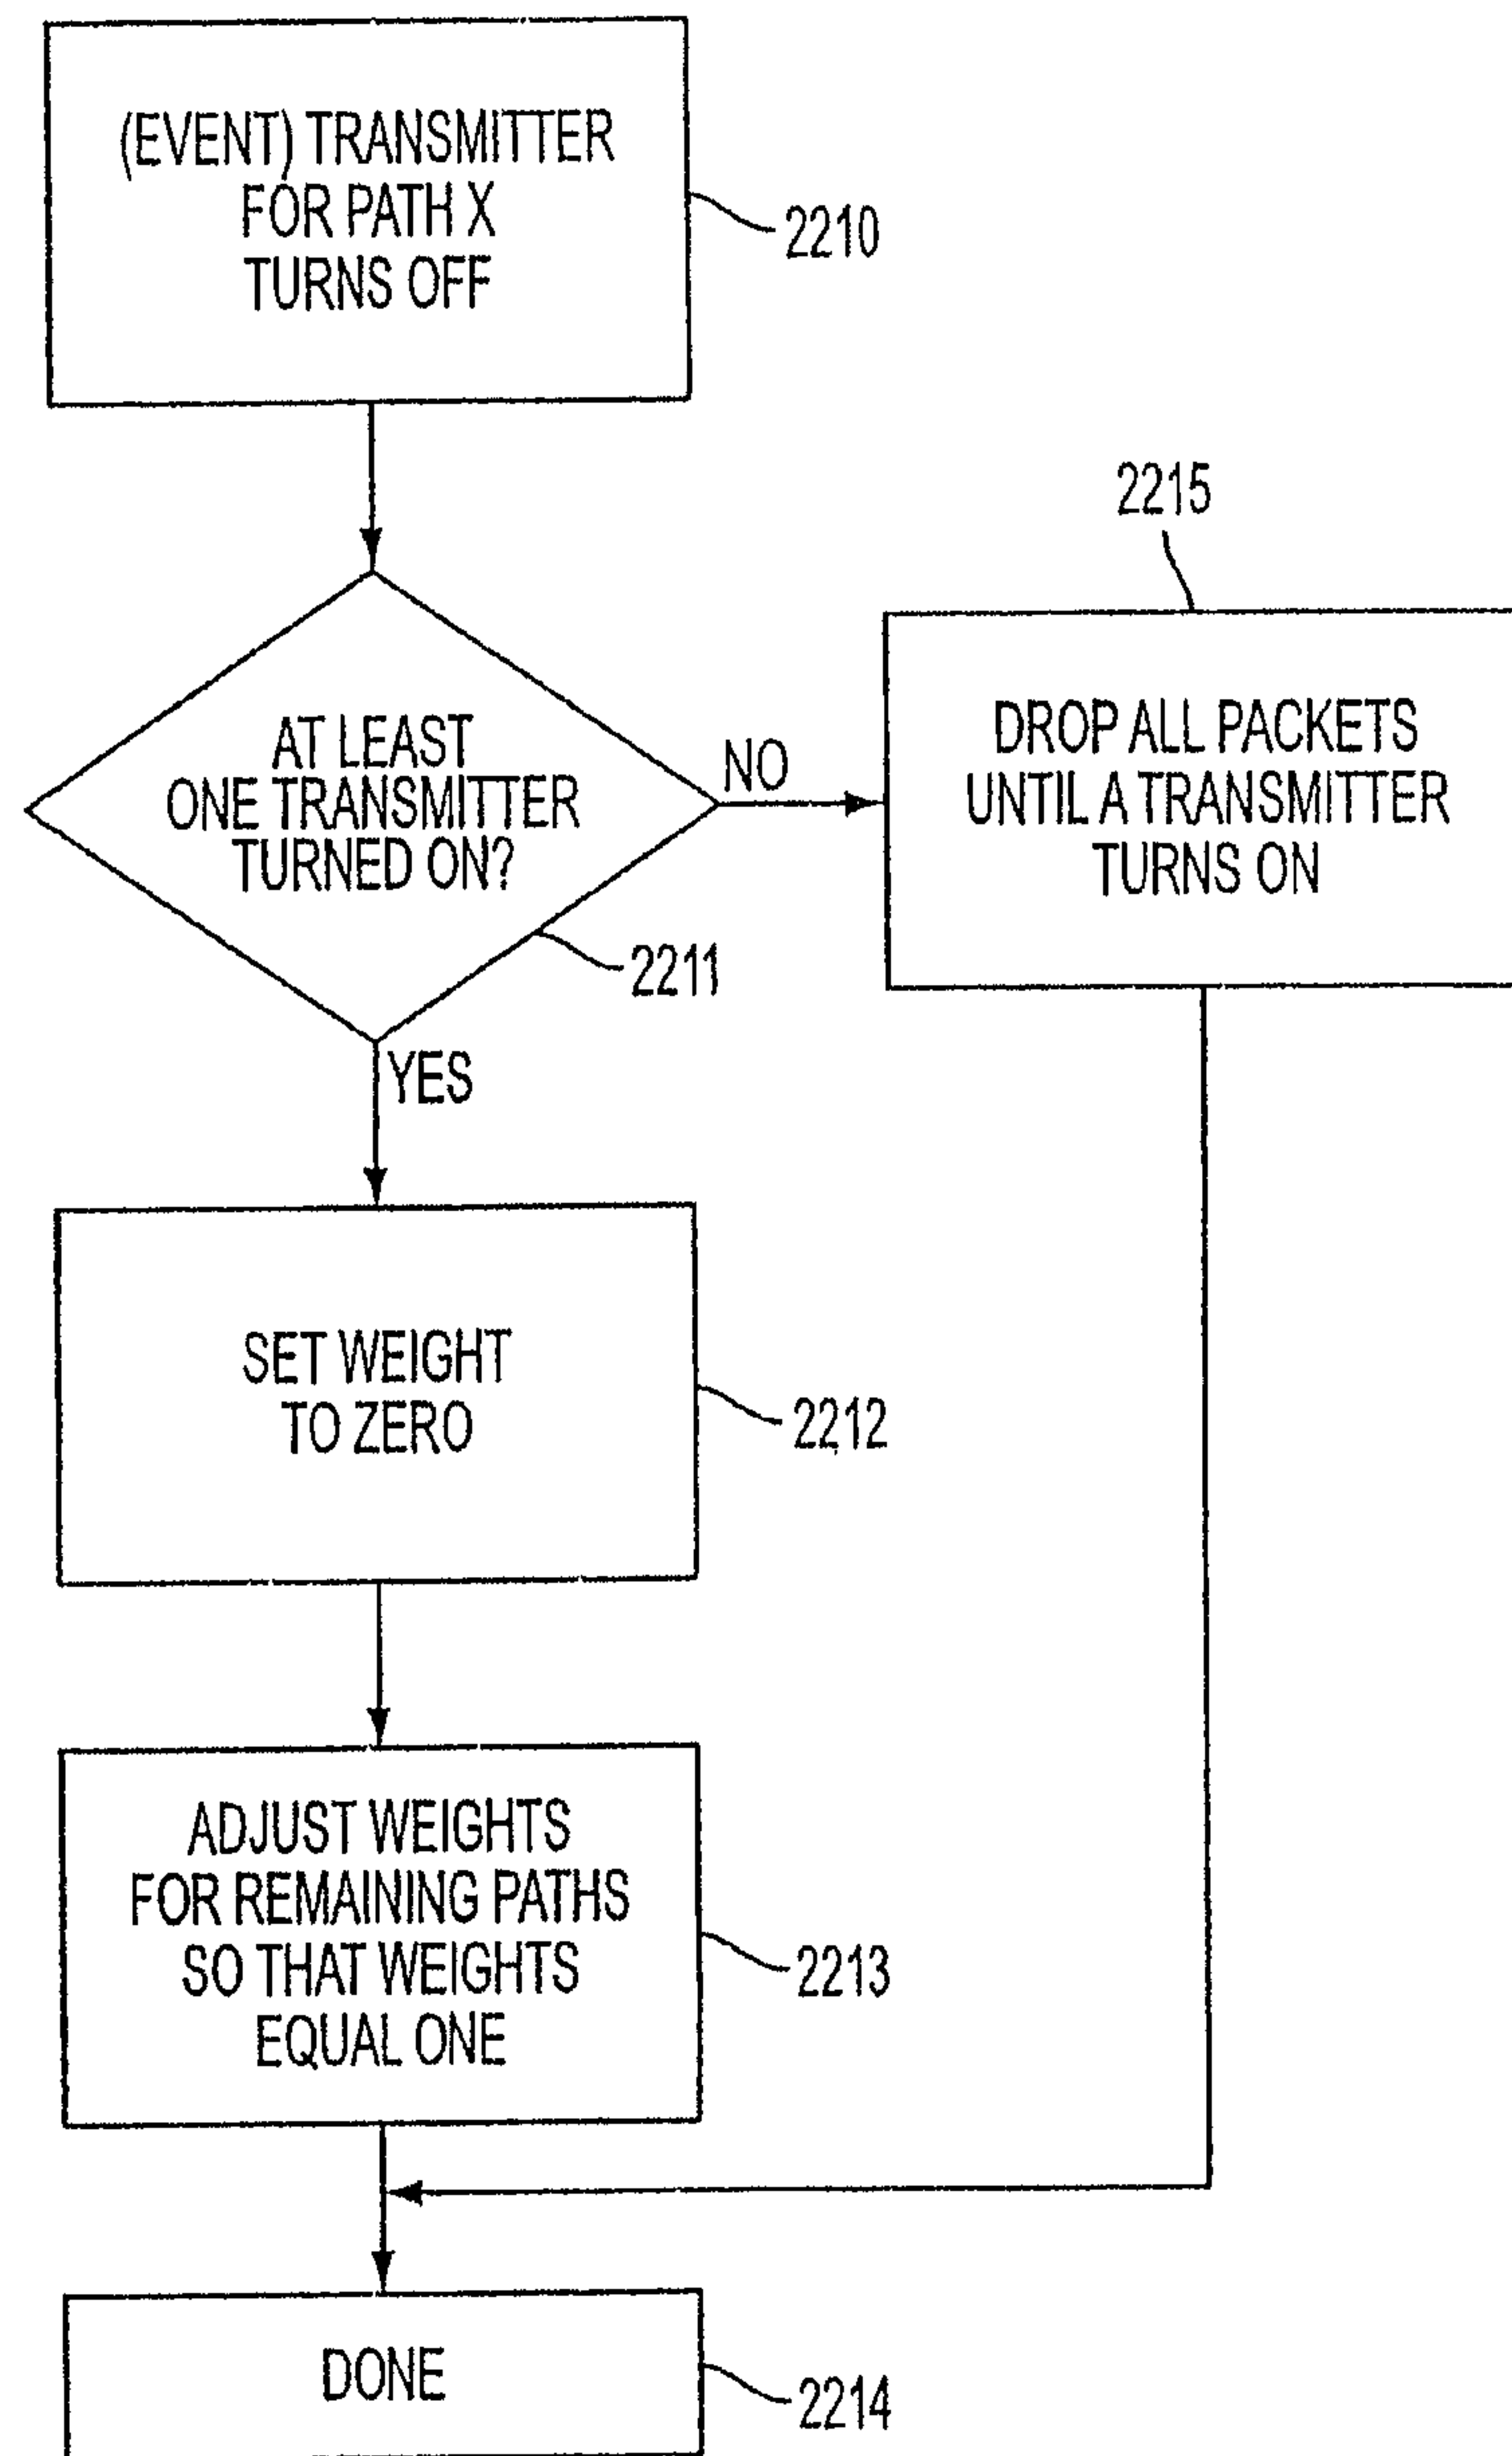 (EVENT) TRANSMITTER
FOR PATH X
TURNS OFF
2210
2215
AT LEAST
ONE TRANSMITTER
TURNED ON?
NO
2211
DROP ALL PACKETS
UNTIL A TRANSMITTER
TURNS ON
YES
SET WEIGHT
TO ZERO
2212
ADJUST WEIGHTS
FOR REMAINING PATHS
SO THAT WEIGHTS
EQUAL ONE
2213
DONE
2214